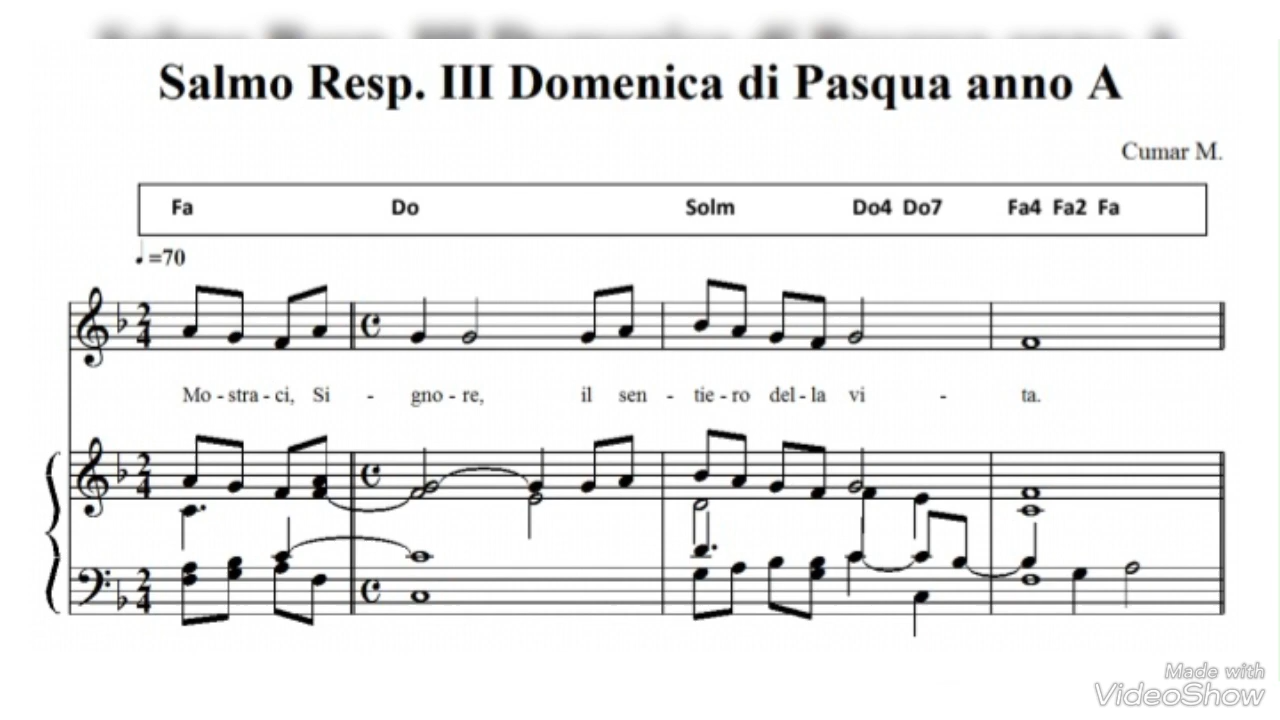 Salmo Resp. III Domenica di Pasqua anno A
Cumar M.
Fa Do Solm Do4 Do7 Fa4 Fa2 Fa
♩=70
Mo - stra - ci, Si - gno - re, il sen - tie - ro del - la vi - ta.
Made with
VideoShow